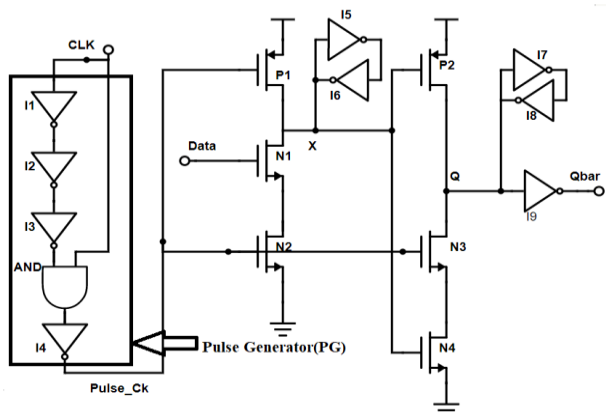 CLK
I1
I2
I3
AND
I4
Pulse_Ck
Pulse Generator(PG)
Data
P1
N1
N2
X
I5
I6
P2
Q
N3
N4
I7
I8
I9
Qbar